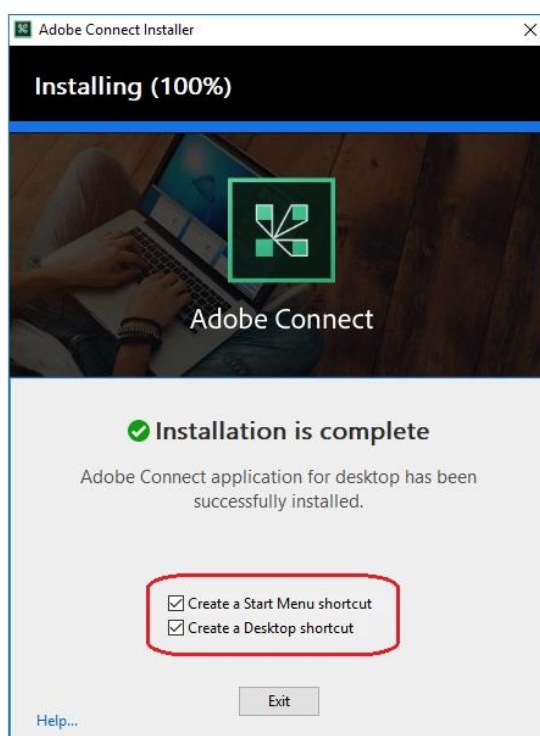 Adobe Connect Installer
Installing (100%)
Adobe Connect
Installation is complete
Adobe Connect application for desktop has been
successfully installed.
Create a Start Menu shortcut
Create a Desktop shortcut
Exit
Help...